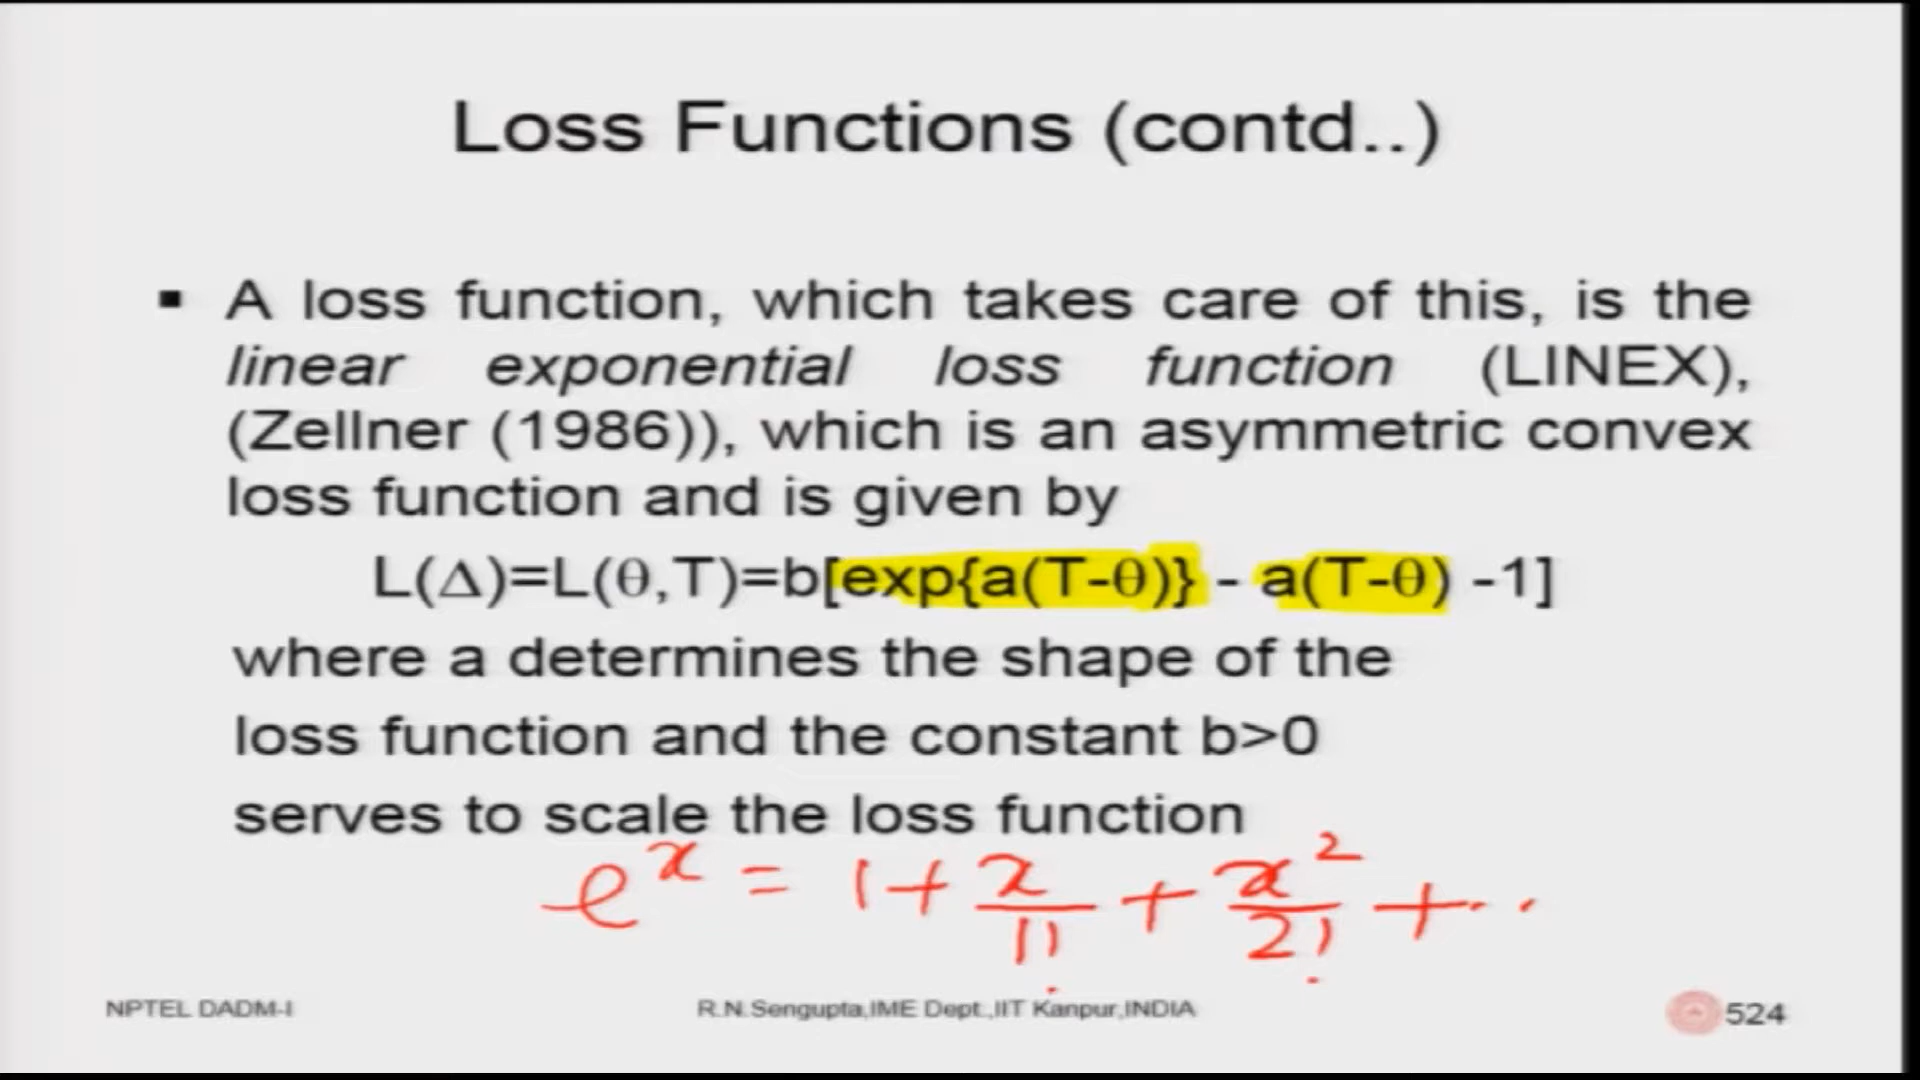 Loss Functions (contd..)
▪ A loss function, which takes care of this, is the
linear exponential loss function (LINEX),
(Zellner (1986)), which is an asymmetric convex
loss function and is given by
L(Δ)=L(θ,T)=b[exp{a(T-θ)} - a(T-θ) -1]
where a determines the shape of the
loss function and the constant b>0
serves to scale the loss function
e^x = 1 + x/1! + x^2/2! + ...
NPTEL DADM-I
R.N.Sengupta,IME Dept.,IIT Kanpur,INDIA
524